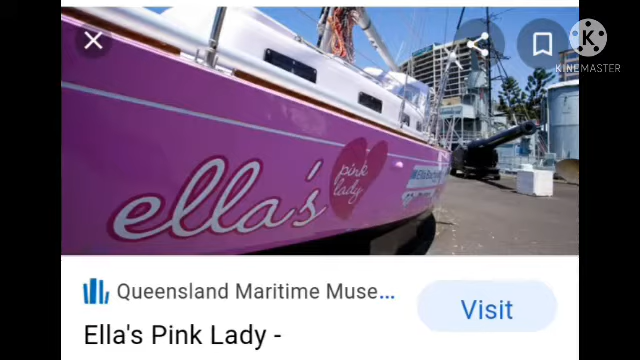 KINEMASTER
ella's
pink
lady
Queensland Maritime Muse...
Visit
Ella's Pink Lady -